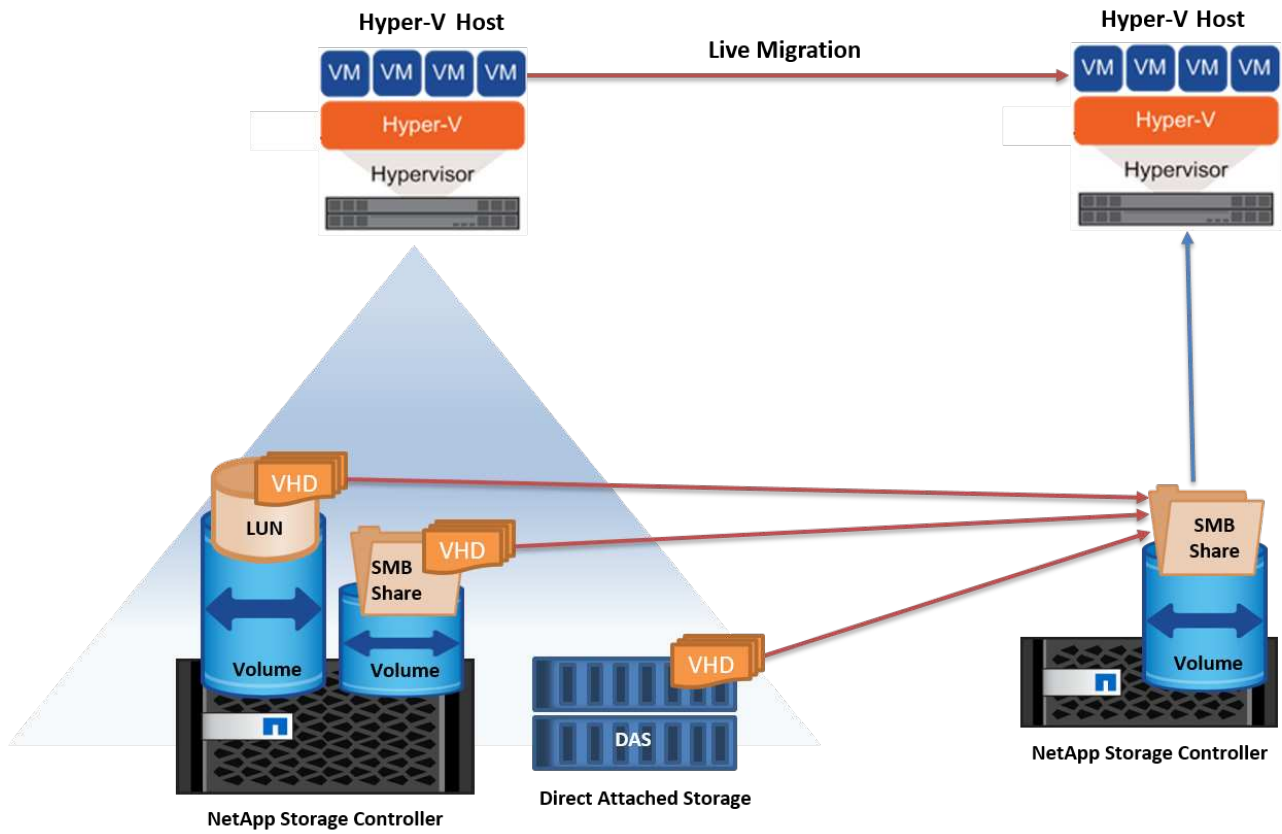 Hyper-V Host
Hyper-V Host
Live Migration
VM VM VM VM
VM VM VM VM
Hyper-V
Hyper-V
Hypervisor
Hypervisor
VHD
LUN
VHD
SMB
Share
SMB
Share
VHD
Volume
Volume
Volume
DAS
NetApp Storage Controller
Direct Attached Storage
NetApp Storage Controller